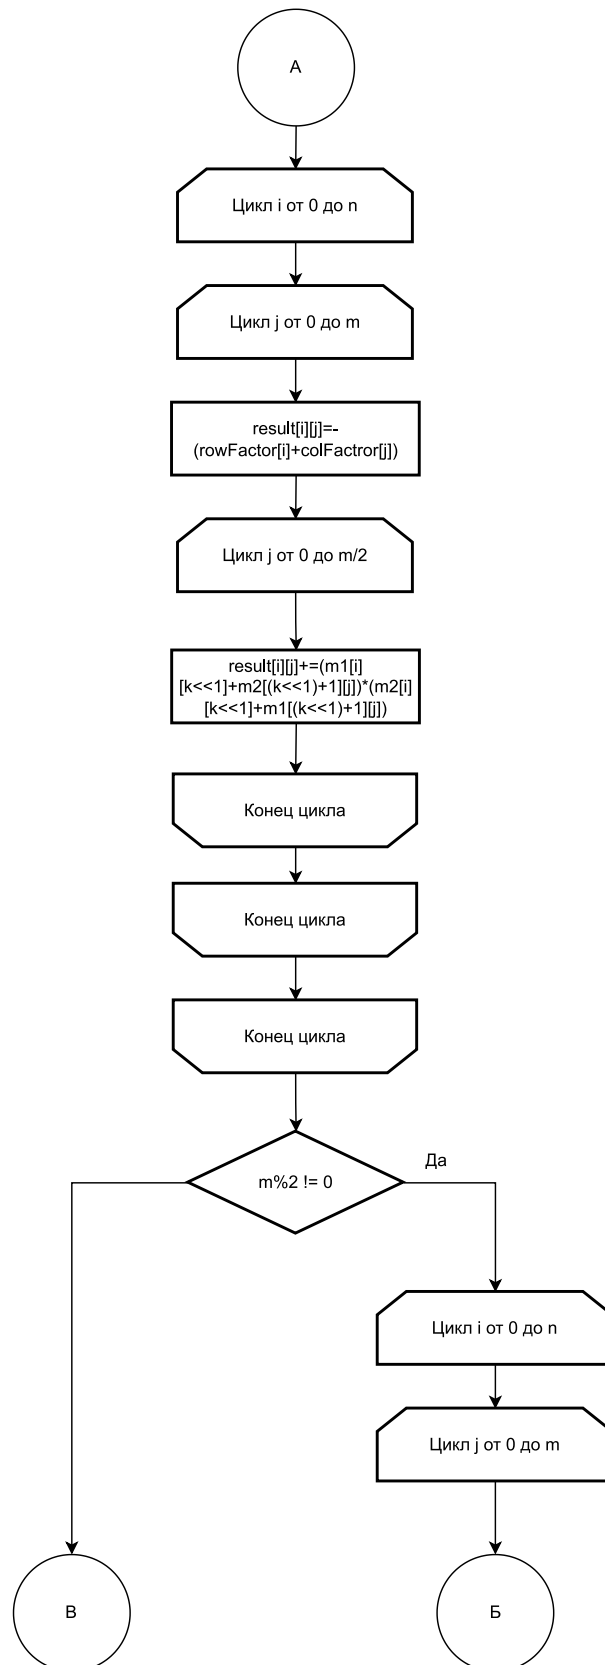 А
Цикл i от 0 до n
Цикл j от 0 до m
result[i][j]=-
(rowFactor[i]+colFactror[j])
Цикл j от 0 до m/2
result[i][j]+=(m1[i]
[k<<1]+m2[(k<<1)+1][j])*(m2[i]
[k<<1]+m1[(k<<1)+1][j])
Конец цикла
Конец цикла
Конец цикла
m%2 != 0
Да
Цикл i от 0 до n
Цикл j от 0 до m
В
Б